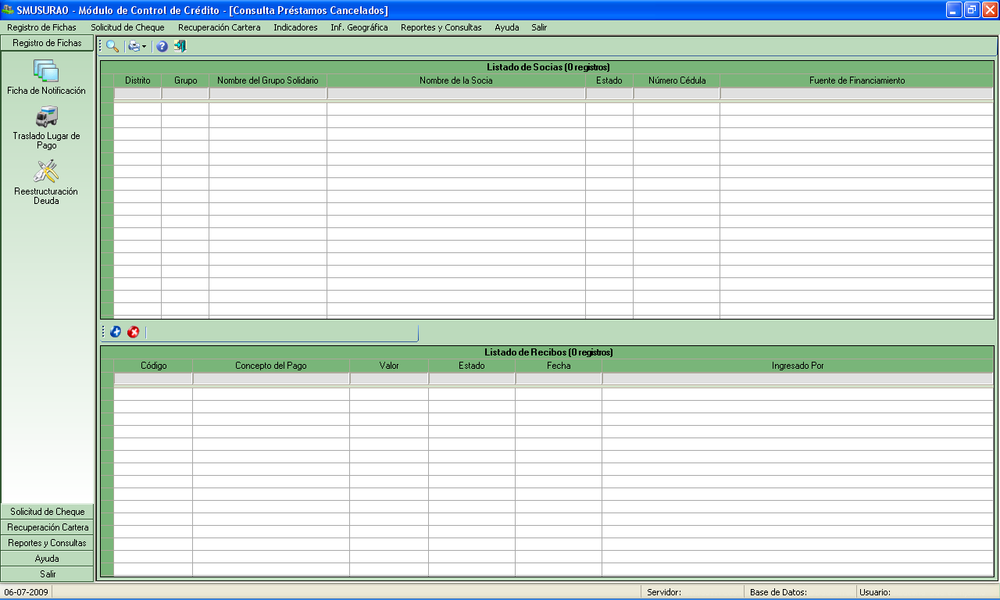 SMUSURA0 - Módulo de Control de Crédito - [Consulta Préstamos Cancelados]
Registro de Fichas Solicitud de Cheque Recuperación Cartera Indicadores Inf. Geográfica Reportes y Consultas Ayuda Salir
Registro de Fichas
Ficha de Notificación
Traslado Lugar de
Pago
Reestructuración
Deuda
Solicitud de Cheque
Recuperación Cartera
Reportes y Consultas
Ayuda
Salir
Listado de Socias (0 registros)
Distrito Grupo Nombre del Grupo Solidario Nombre de la Socia Estado Número Cédula Fuente de Financiamiento
Listado de Recibos (0 registros)
Código Concepto del Pago Valor Estado Fecha Ingresado Por
06-07-2009 Servidor: Base de Datos: Usuario: